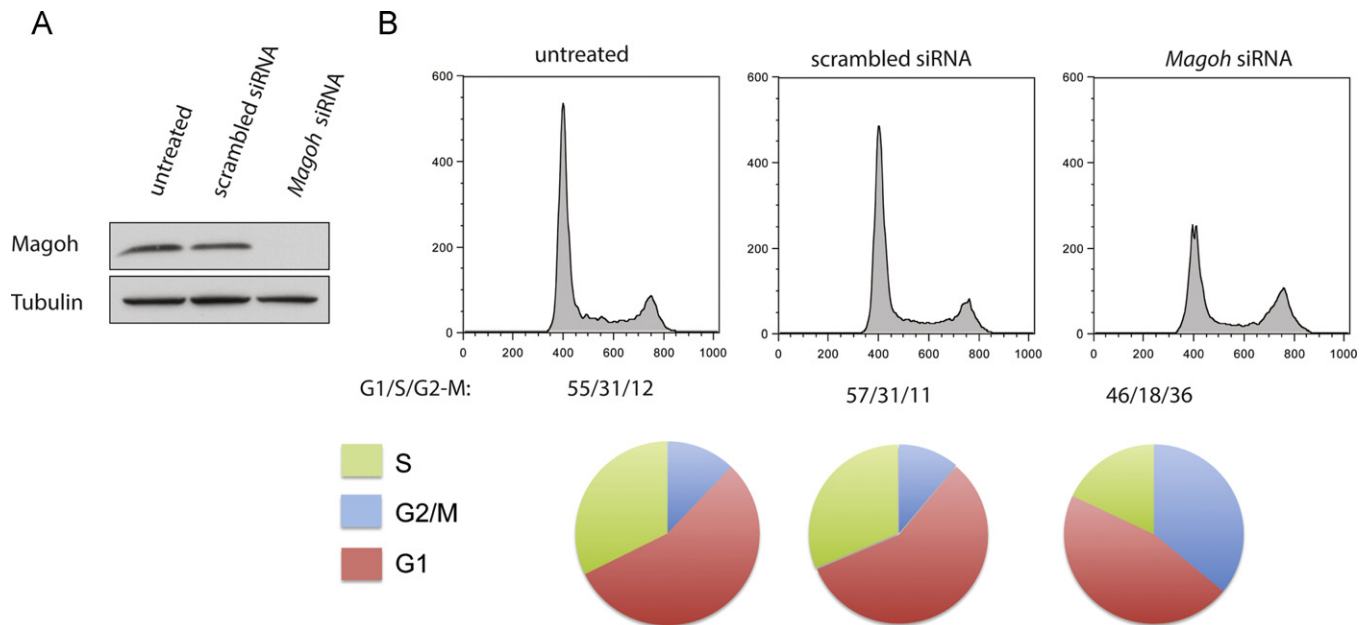 A
untreated
scrambled siRNA
Magoh siRNA
Magoh
Tubulin
B
untreated
scrambled siRNA
Magoh siRNA
600
400
200
0
0 200 400 600 800 1000
600
400
200
0
0 200 400 600 800 1000
600
400
200
0
0 200 400 600 800 1000
G1/S/G2-M: 55/31/12 57/31/11 46/18/36
S
G2/M
G1